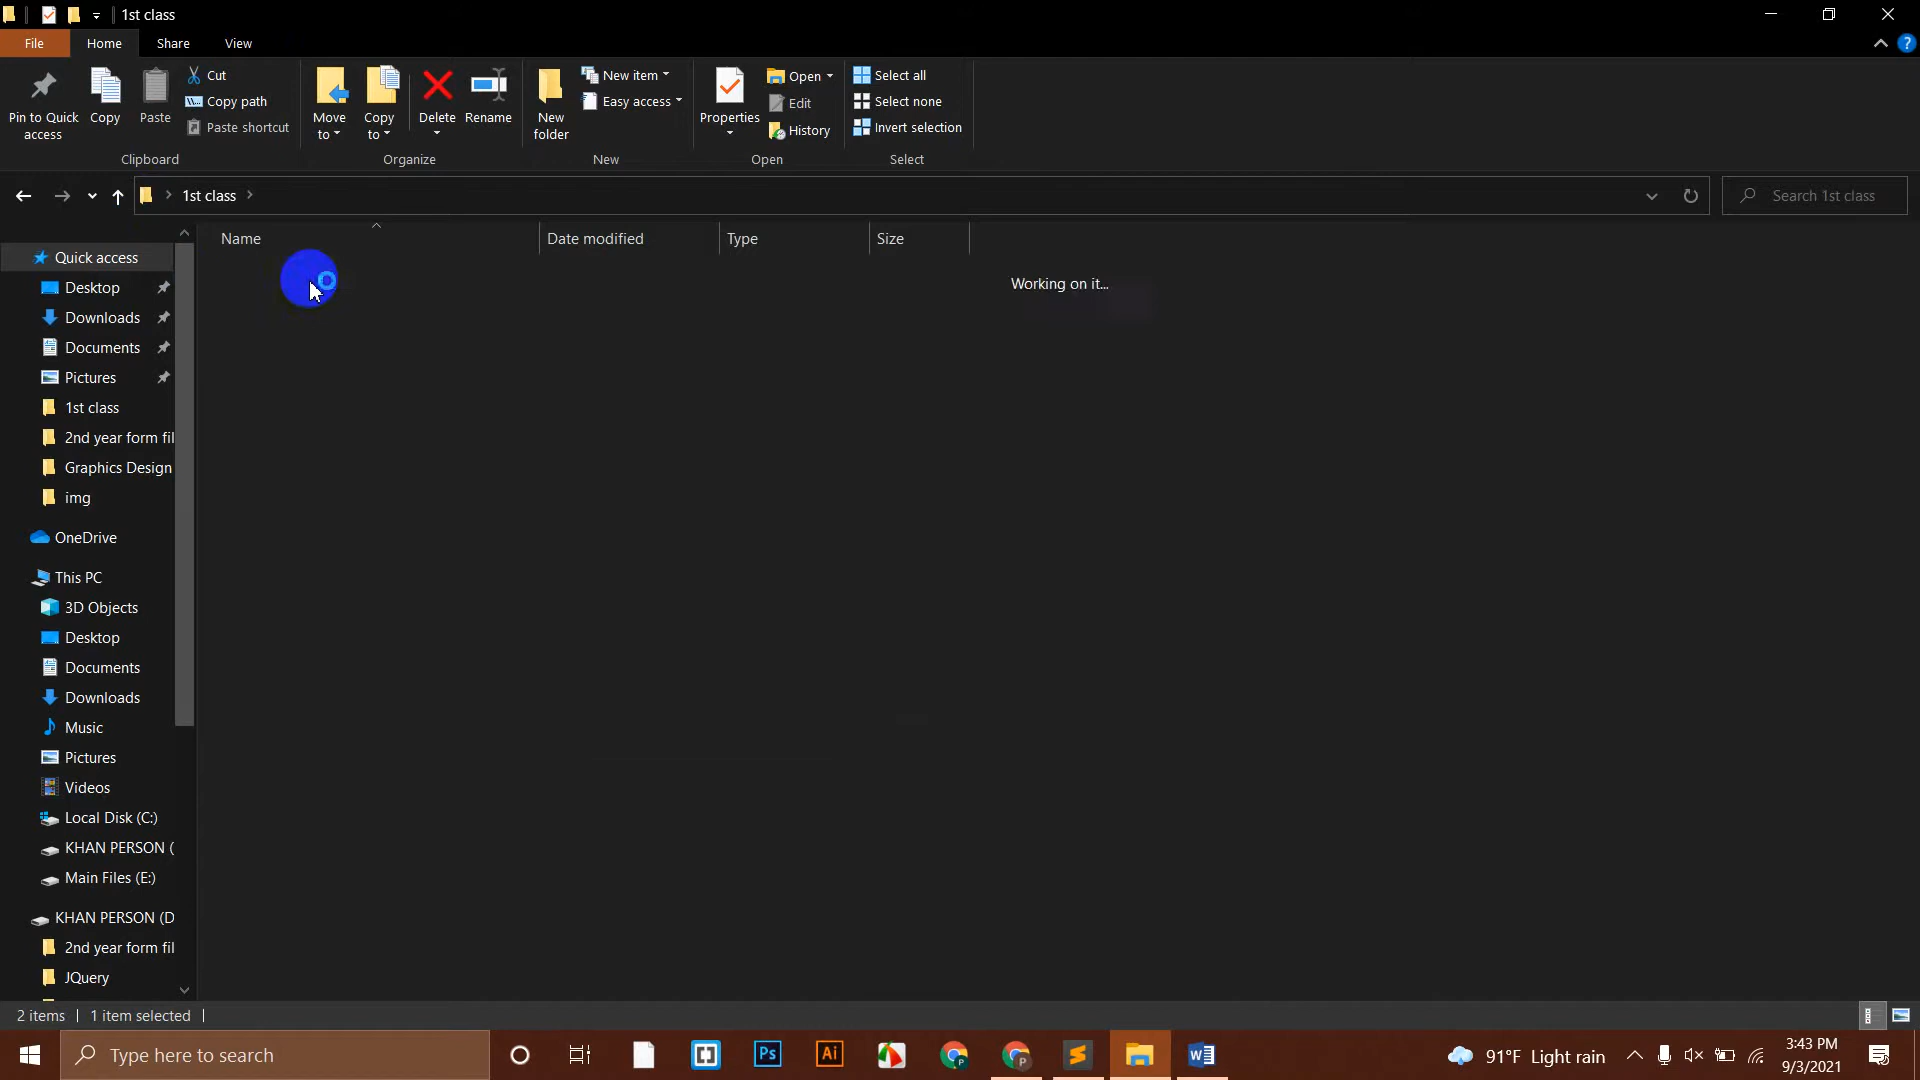 1st class
File Home Share View
Pin to Quick access
Copy
Paste
Cut
Copy path
Paste shortcut
Clipboard
Move to
Copy to
Delete
Rename
Organize
New folder
New item
Easy access
New
Properties
Open
Edit
History
Open
Select all
Select none
Invert selection
Select
1st class
Search 1st class
Name Date modified Type Size
Working on it...
Quick access
Desktop
Downloads
Documents
Pictures
1st class
2nd year form fil
Graphics Design
img
OneDrive
This PC
3D Objects
Desktop
Documents
Downloads
Music
Pictures
Videos
Local Disk (C:)
KHAN PERSON (
Main Files (E:)
KHAN PERSON (D
2nd year form fil
JQuery
2 items 1 item selected
Type here to search
Ps
Ai
91°F Light rain
3:43 PM
9/3/2021